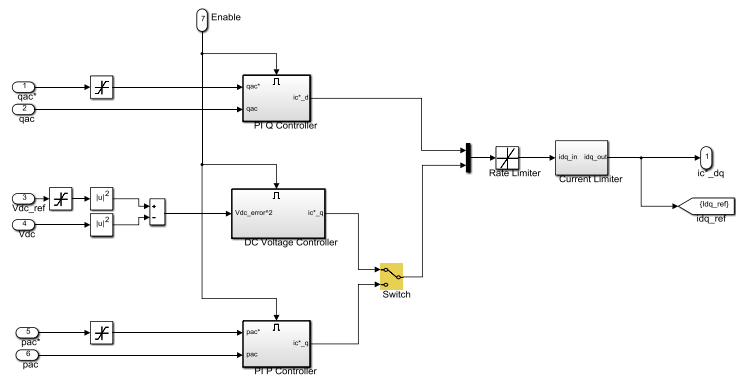 7
Enable
1
qac*
2
qac
qac*
qac
ic*_d
PI Q Controller
3
Vdc_ref
4
Vdc
|u|²
|u|²
+
-
Vdc_error^2
ic*_q
DC Voltage Controller
Switch
5
pac*
6
pac
pac*
pac
ic*_q
PI P Controller
Rate Limiter
idq_in
idq_out
Current Limiter
1
ic*_dq
{Idq_ref}
idq_ref